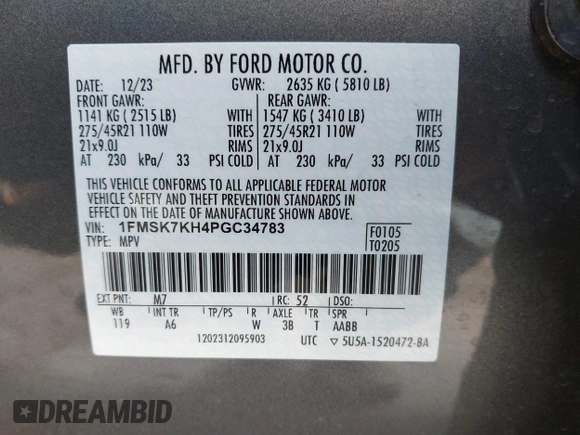 MFD. BY FORD MOTOR CO.
DATE: 12/23 GVWR: 2635 KG ( 5810 LB)
FRONT GAWR: REAR GAWR:
1141 KG ( 2515 LB) WITH 1547 KG ( 3410 LB) WITH
275/45R21 110W TIRES 275/45R21 110W TIRES
21x9.0J RIMS 21x9.0J RIMS
AT 230 kPa/ 33 PSI COLD AT 230 kPa/ 33 PSI COLD
THIS VEHICLE CONFORMS TO ALL APPLICABLE FEDERAL MOTOR
VEHICLE SAFETY AND THEFT PREVENTION STANDARDS IN
EFFECT ON THE DATE OF MANUFACTURE SHOWN ABOVE.
VIN: 1FMSK7KH4PGC34783 F0105
TYPE: MPV T0205
EXT PNT: M7 RC: 52 DSO:
WB INT TR TP/PS R AXLE TR SPR
119 A6 W 3B T AABB
1202312095903 UTC ▽ 5U5A-1520472-BA
DREAMBID